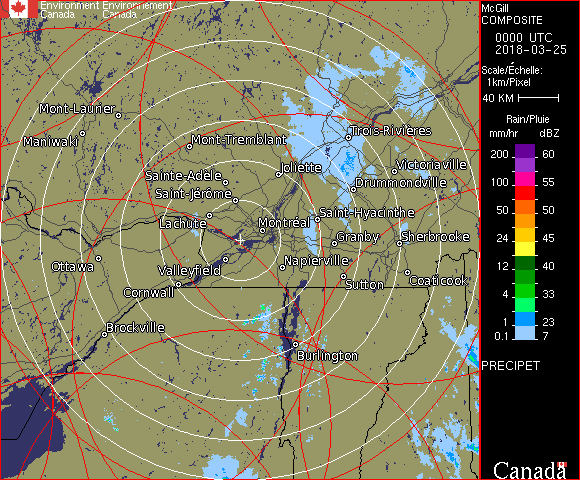 Environment Environnement
Canada Canada
McGill
COMPOSITE
0000 UTC
2018-03-25
Scale/Échelle:
1km/Pixel
40 KM
Rain/Pluie
mm/hr dBZ
200 60
100 55
50 50
24 45
12 40
4 33
1 23
0.1 7
PRECIPET
Canada
Mont-Laurier
Maniwaki
Mont-Tremblant
Trois-Rivières
Joliette
Victoriaville
Sainte-Adèle
Drummondville
Saint-Jérôme
Saint-Hyacinthe
Lachute
Montréal
Granby
Sherbrooke
Ottawa
Valleyfield
Napierville
Cornwall
Sutton
Coaticook
Brockville
Burlington